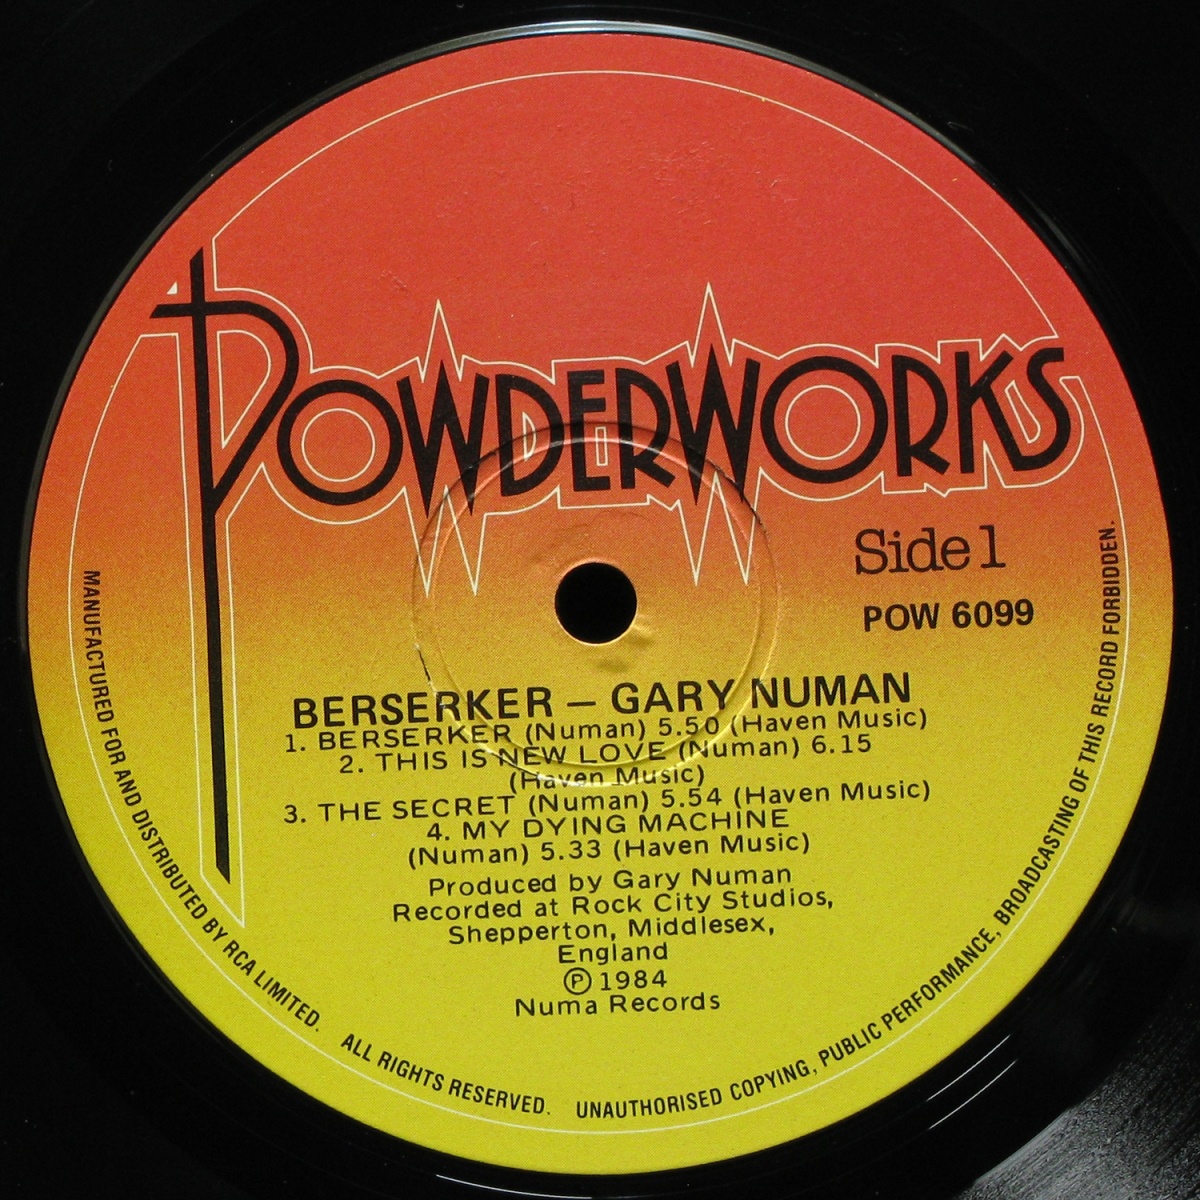 POWDERWORKS
Side 1
POW 6099
BERSERKER – GARY NUMAN
1. BERSERKER (Numan) 5.50 (Haven Music)
2. THIS IS NEW LOVE (Numan) 6.15
(Haven Music)
3. THE SECRET (Numan) 5.54 (Haven Music)
4. MY DYING MACHINE
(Numan) 5.33 (Haven Music)
Produced by Gary Numan
Recorded at Rock City Studios,
Shepperton, Middlesex,
England
℗ 1984
Numa Records
MANUFACTURED FOR AND DISTRIBUTED BY RCA LIMITED. ALL RIGHTS RESERVED. UNAUTHORISED COPYING, PUBLIC PERFORMANCE, BROADCASTING OF THIS RECORD FORBIDDEN.